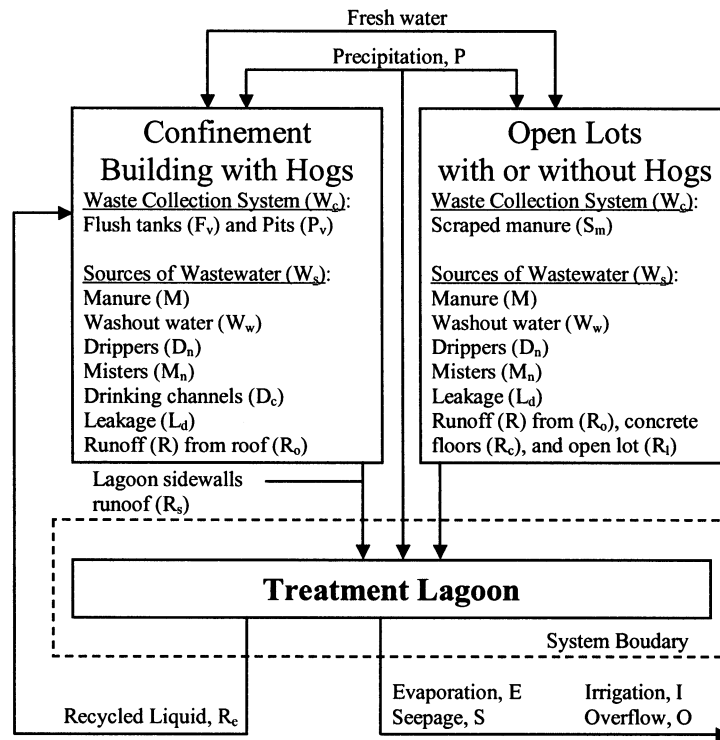 Fresh water
Precipitation, P
Confinement
Building with Hogs
Waste Collection System (Wc):
Flush tanks (Fv) and Pits (Pv)
Sources of Wastewater (Ws):
Manure (M)
Washout water (Ww)
Drippers (Dn)
Misters (Mn)
Drinking channels (Dc)
Leakage (Ld)
Runoff (R) from roof (Ro)
Open Lots
with or without Hogs
Waste Collection System (Wc):
Scraped manure (Sm)
Sources of Wastewater (Ws):
Manure (M)
Washout water (Ww)
Drippers (Dn)
Misters (Mn)
Leakage (Ld)
Runoff (R) from (Ro), concrete
floors (Rc), and open lot (Rl)
Lagoon sidewalls
runoof (Rs)
Treatment Lagoon
System Boudary
Recycled Liquid, Re
Evaporation, E
Seepage, S
Irrigation, I
Overflow, O